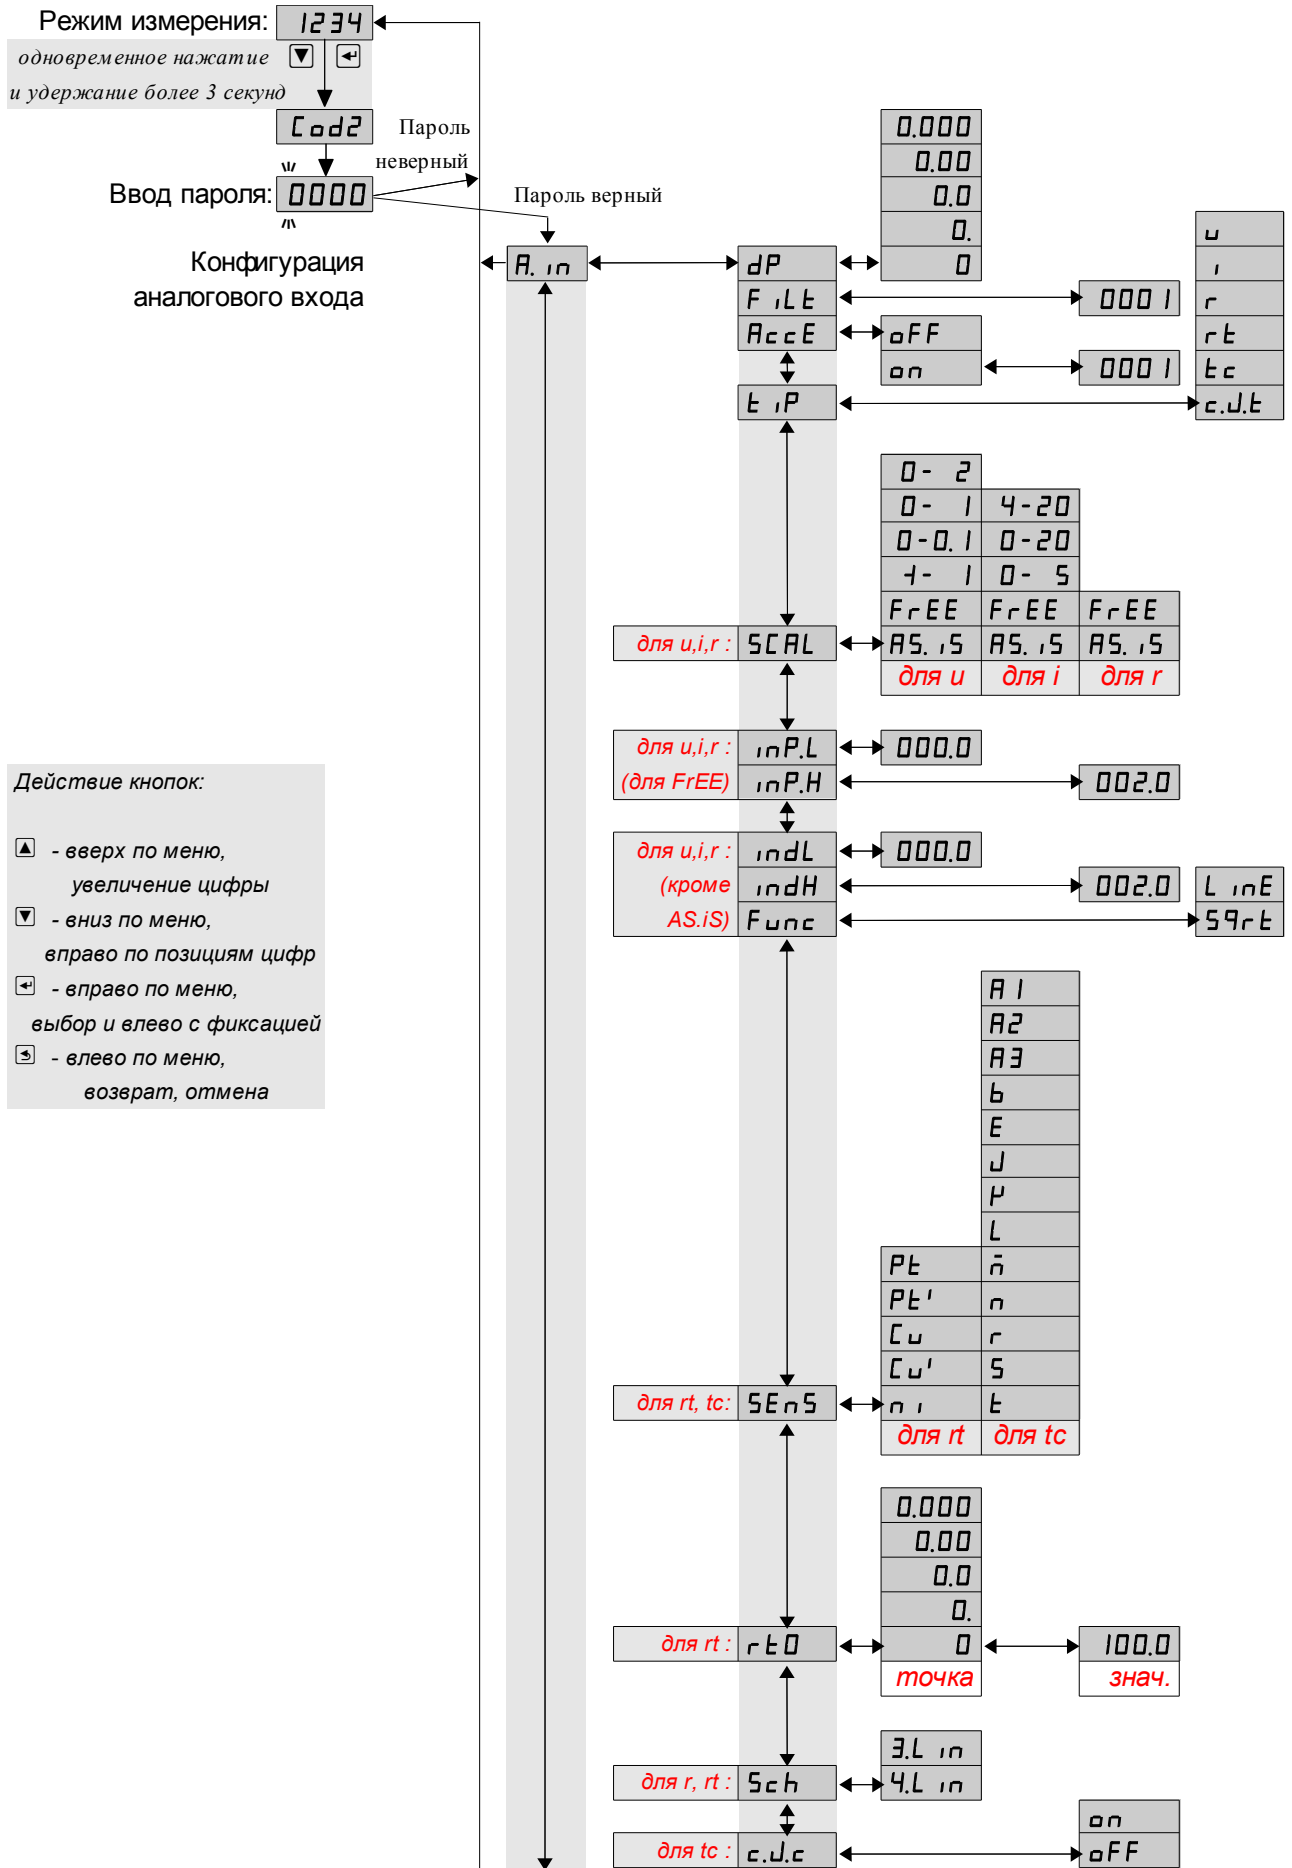 Режим измерения: 1234
одновременное нажатие
и удержание более 3 секунд
Cod2
Пароль
неверный
Ввод пароля: 0000
Пароль верный
Конфигурация
аналогового входа
A.in
dP
0.000
0.00
0.0
0.
0
FiLt
0001
AccE
oFF
on
0001
tiP
u
i
r
rt
tc
c.J.t
0- 2
0- 1
4-20
0-0.1
0-20
-1- 1
0- 5
FrEE
FrEE
FrEE
для u,i,r :
SCAL
AS.iS
AS.iS
AS.iS
для u
для i
для r
для u,i,r :
inP.L
000.0
(для FrEE)
inP.H
002.0
для u,i,r :
indL
000.0
(кроме
indH
002.0
LinE
AS.iS)
Func
Sqrt
Действие кнопок:
- вверх по меню,
увеличение цифры
- вниз по меню,
вправо по позициям цифр
- вправо по меню,
выбор и влево с фиксацией
- влево по меню,
возврат, отмена
A1
A2
A3
b
E
J
L
Pt
n̄
Pt'
n
Cu
r
Cu'
S
для rt, tc:
SEnS
ni
t
для rt
для tc
0.000
0.00
0.0
0.
для rt :
rt0
0
100.0
точка
знач.
3.Lin
для r, rt :
Sch
4.Lin
on
для tc :
c.J.c
oFF